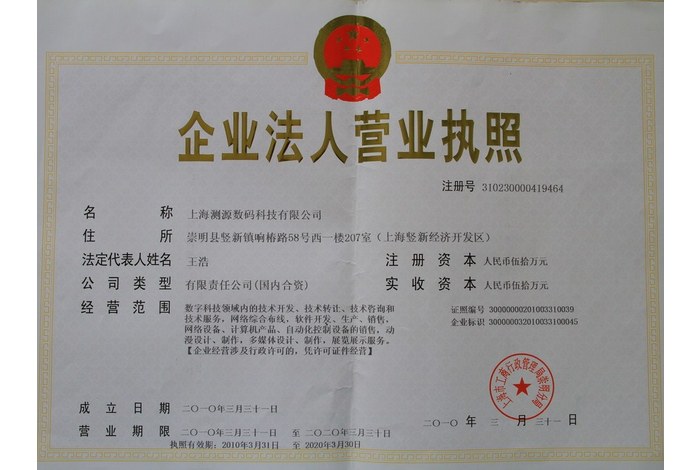 企业法人营业执照
注册号 310230000419464
名 称 上海溯源数码科技有限公司
住 所 崇明县竖新镇响椿路58号西一楼207室（上海竖新经济开发区）
法定代表人姓名 王浩 注册资本 人民币伍拾万元
公司类型 有限责任公司(国内合资) 实收资本 人民币伍拾万元
经营范围 数字科技领域内的技术开发、技术转让、技术咨询和
技术服务，网络综合布线，软件开发、生产、销售，
网络设备、计算机产品、自动化控制设备的销售，动
漫设计、制作，多媒体设计、制作，展览展示服务。
【企业经营涉及行政许可的，凭许可证件经营】
证照编号 30000000201003310039
企业标识 30000003201003310045
上海市工商行政管理局崇明分局
成立日期 二〇一〇年三月三十一日
二〇一〇 年 三 月 三十一 日
营业期限 二〇一〇年三月三十一日 至 二〇二〇年三月三十日
执照有效期: 2010年3月31日 至 2020年3月30日